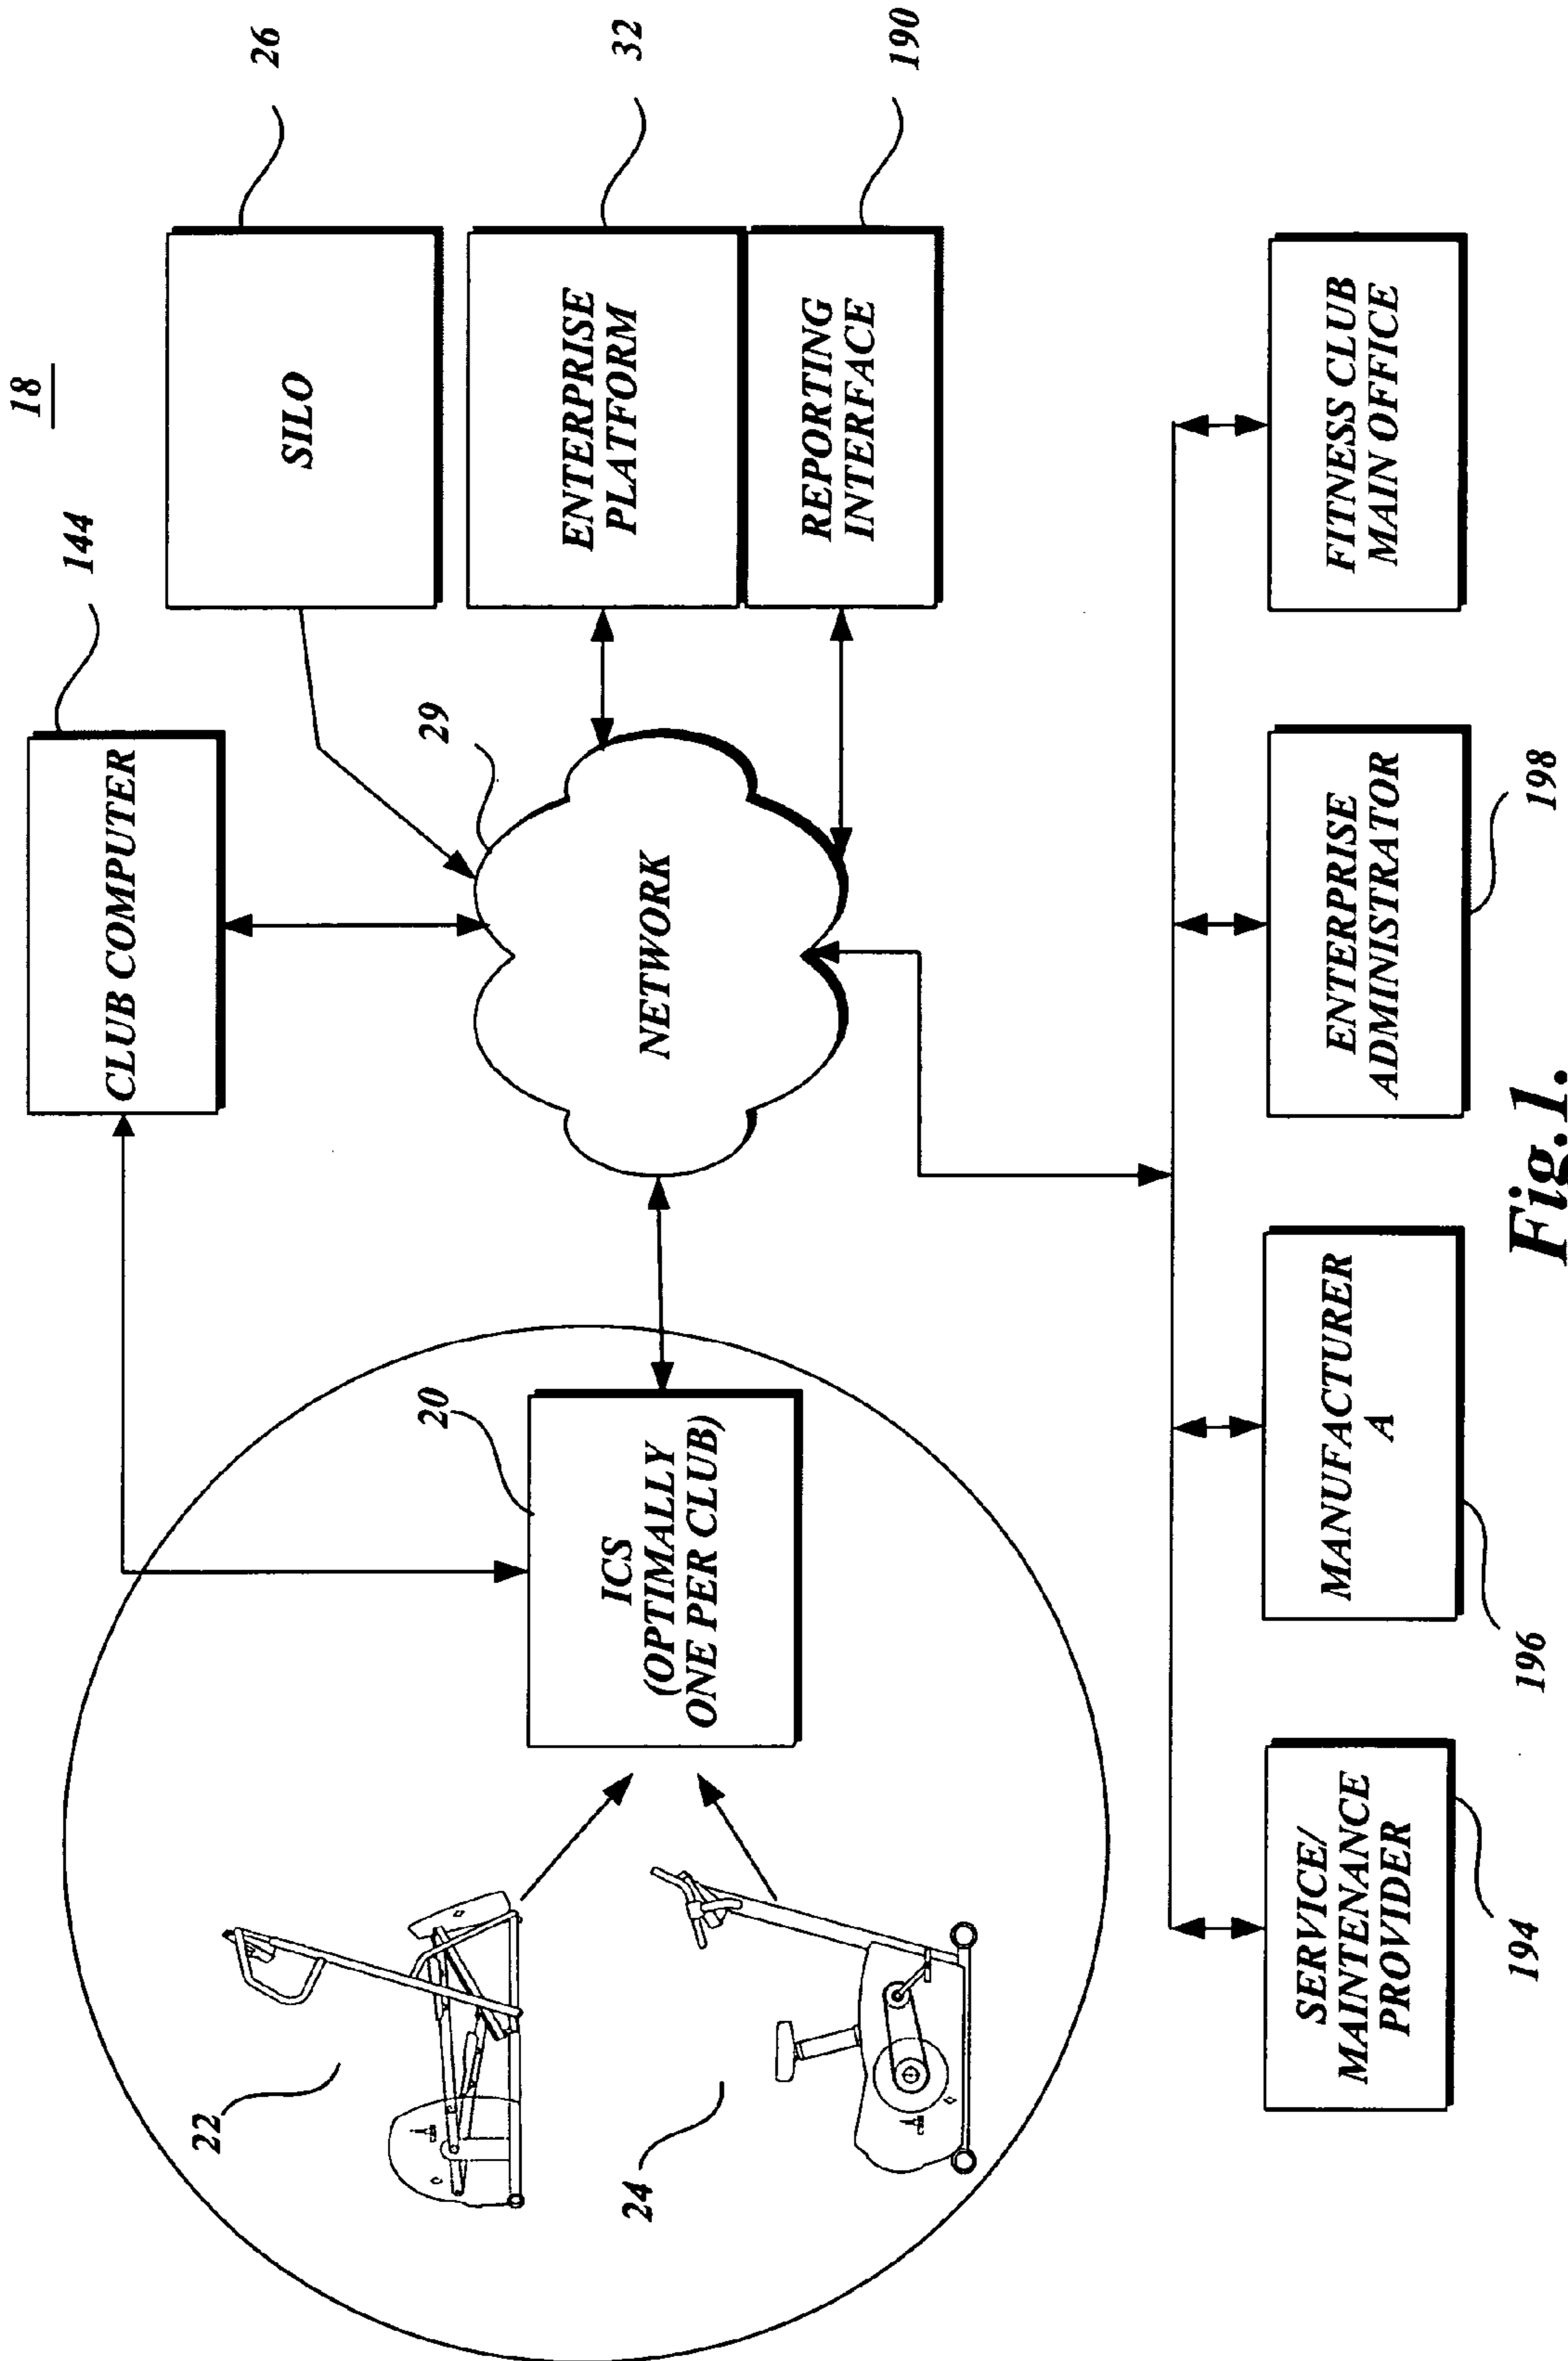 18
CLUB COMPUTER
144
SILO
26
29
ENTERPRISE
PLATFORM
32
REPORTING
INTERFACE
190
NETWORK
20
ICS
(OPTIMALLY
ONE PER CLUB)
22
24
SERVICE/
MAINTENANCE
PROVIDER
194
MANUFACTURER
A
196
ENTERPRISE
ADMINISTRATOR
198
FITNESS CLUB
MAIN OFFICE
Fig.1.